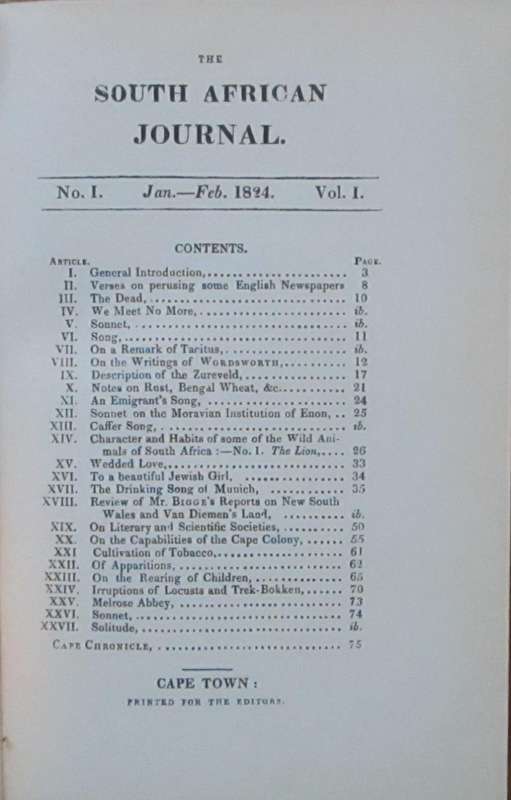 THE
SOUTH AFRICAN
JOURNAL.
No. I. Jan.—Feb. 1824. Vol. I.
CONTENTS.
ARTICLE. PAGE.
I. General Introduction,...................... 3
II. Verses on perusing some English Newspapers 8
III. The Dead,.............................. 10
IV. We Meet No More,...................... ib.
V. Sonnet,................................ ib.
VI. Song,.................................. 11
VII. On a Remark of Taritus,.................. ib.
VIII. On the Writings of WORDSWORTH,.......... 12
IX. Description of the Zureveld,................ 17
X. Notes on Rust, Bengal Wheat, &c........... 21
XI. An Emigrant's Song, .................... 24
XII. Sonnet on the Moravian Institution of Enon, .. 25
XIII. Caffer Song, ............................ ib.
XIV. Character and Habits of some of the Wild Ani-
mals of South Africa :—No. 1. The Lion,.... 26
XV. Wedded Love,.......................... 33
XVI. To a beautiful Jewish Girl, ................ 34
XVII. The Drinking Song of Munich, ............ 35
XVIII. Review of Mr. BIGGE's Reports on New South
Wales and Van Diemen's Land, .......... ib.
XIX. On Literary and Scientific Societies, .......... 50
XX. On the Capabilities of the Cape Colony, ...... 55
XXI Cultivation of Tobacco,.................... 61
XXII. Of Apparitions, .......................... 62
XXIII. On the Rearing of Children, .............. 65
XXIV. Irruptions of Locusts and Trek-Bokken,...... 70
XXV. Melrose Abbey, ........................ 73
XXVI. Sonnet,................................ 74
XXVII. Solitude,................................ ib.
CAPE CHRONICLE, ............................ 75
CAPE TOWN :
PRINTED FOR THE EDITORS.